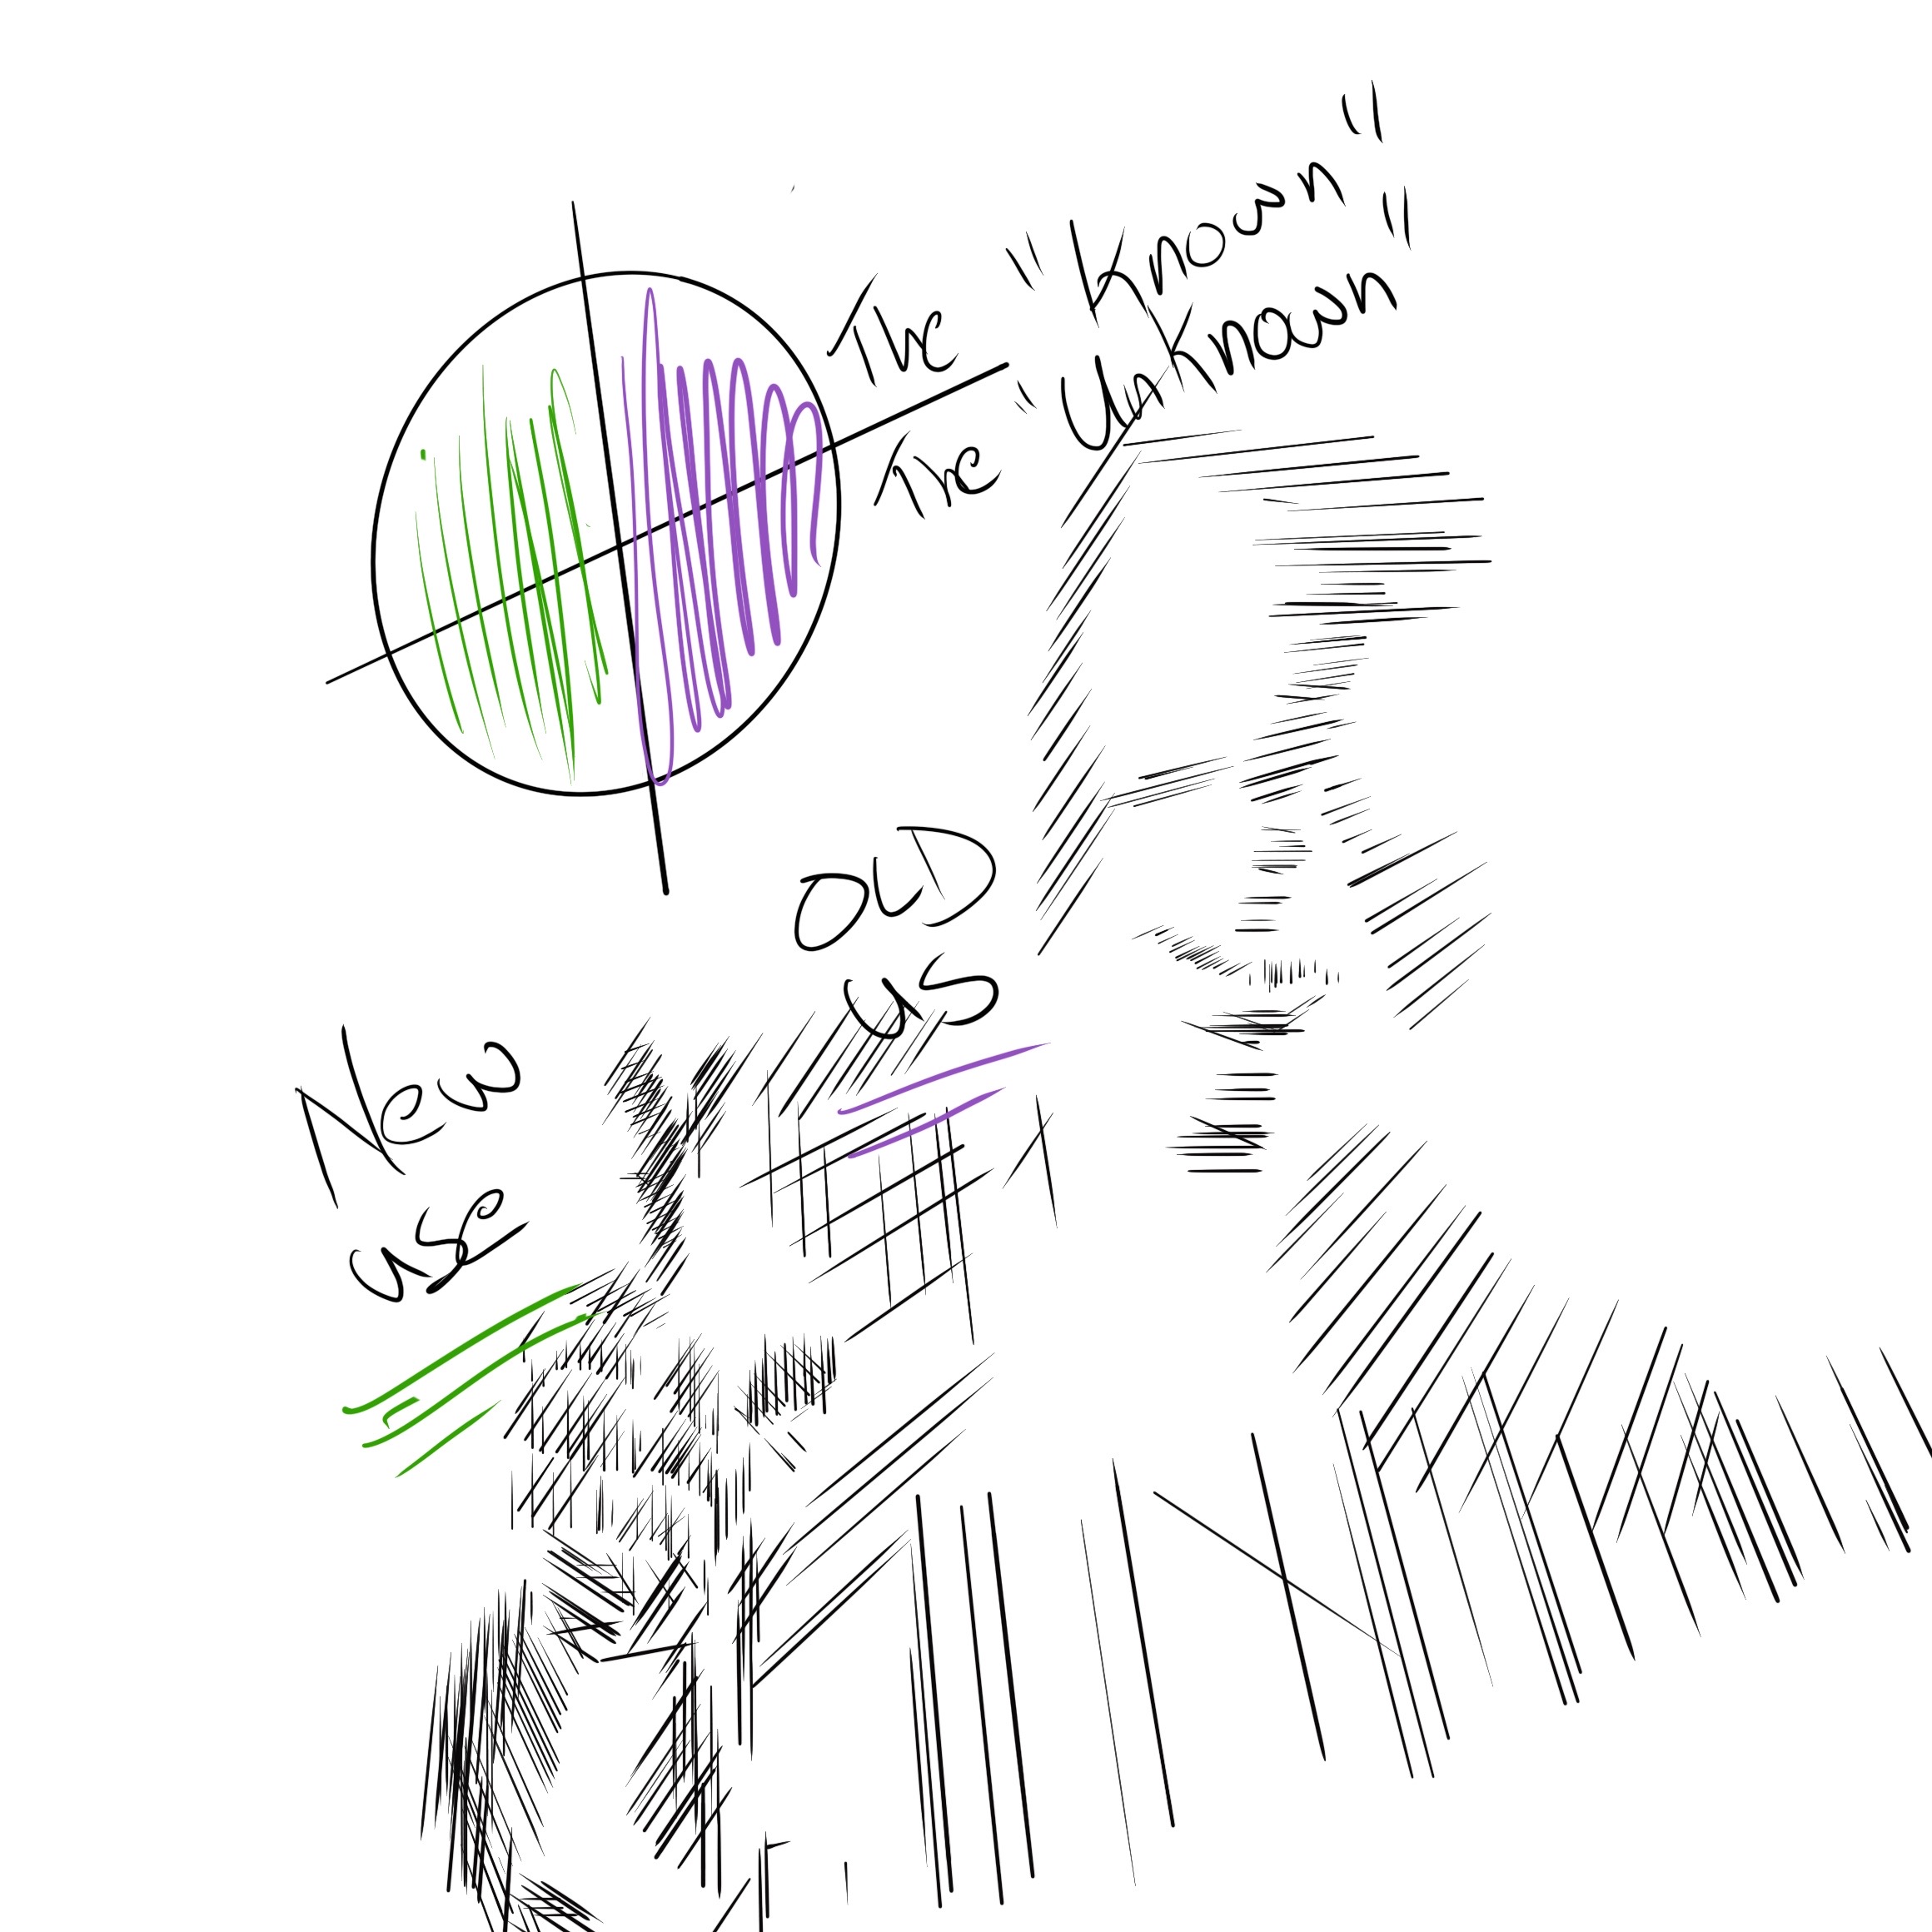 The "Known"
The "Unknown"
OLD
us
New
use